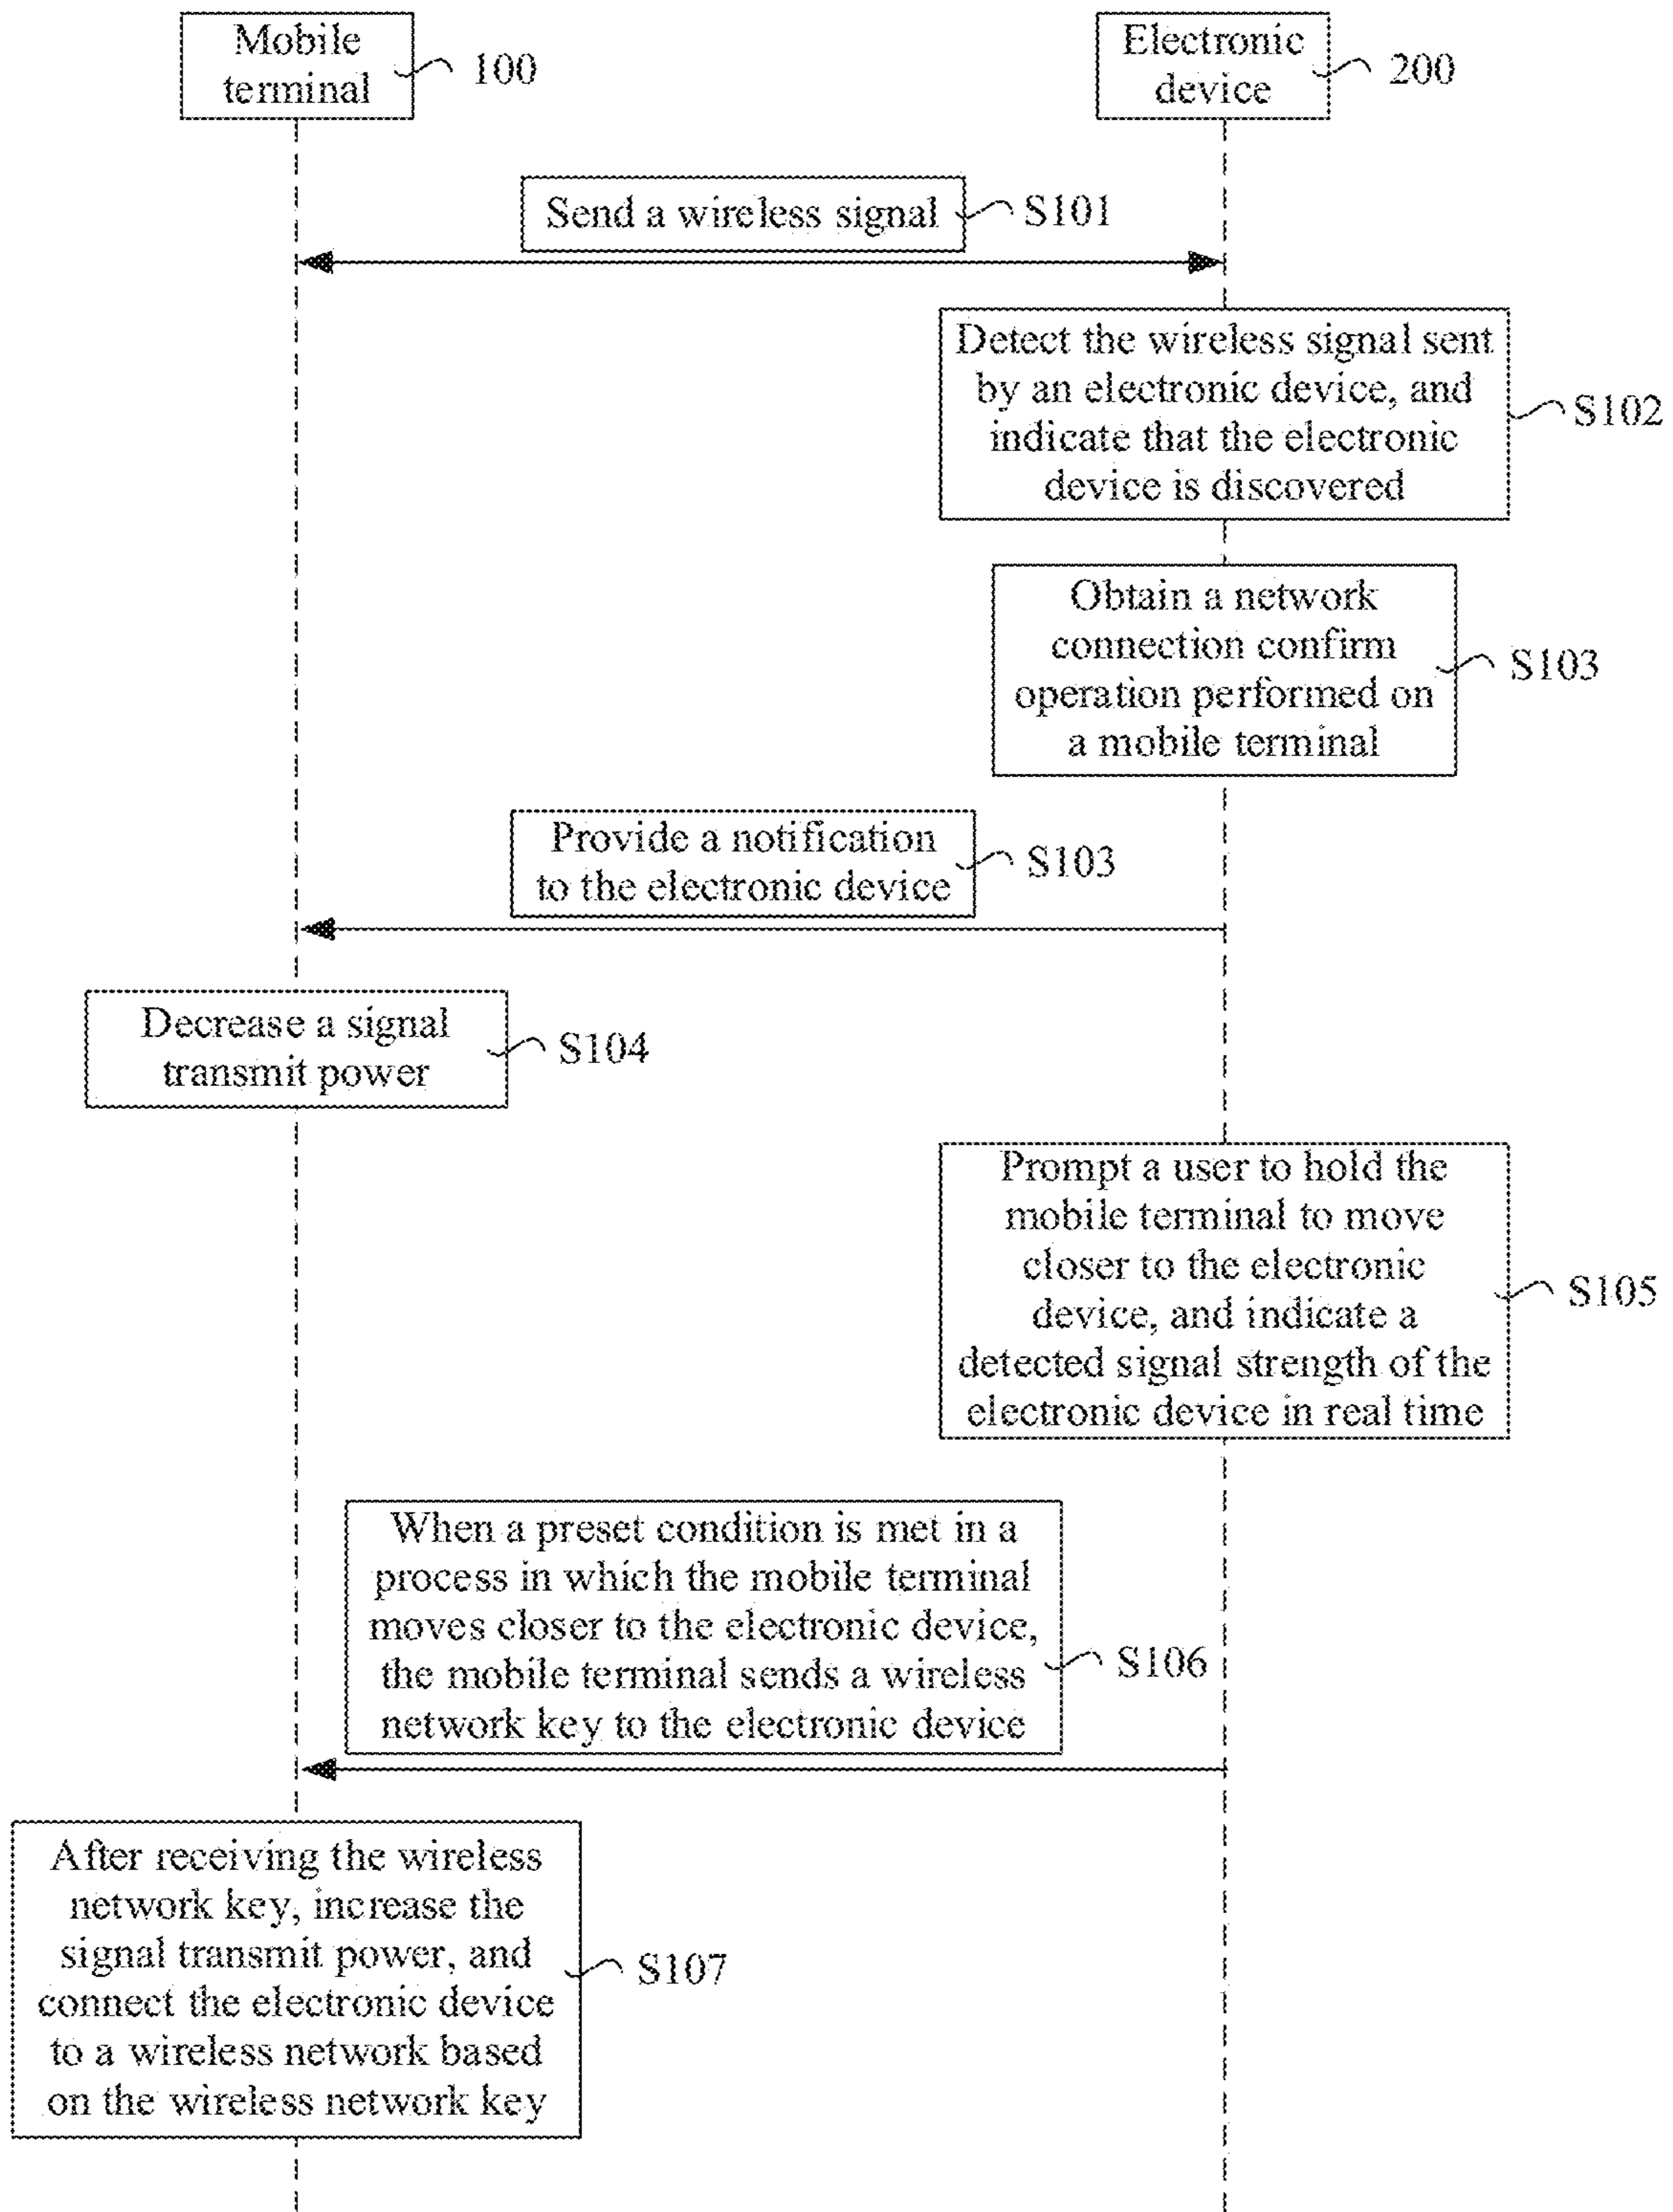 Mobile
terminal
100
Electronic
device
200
Send a wireless signal
S101
Detect the wireless signal sent
by an electronic device, and
indicate that the electronic
device is discovered
S102
Obtain a network
connection confirm
operation performed on
a mobile terminal
S103
Provide a notification
to the electronic device
S103
Decrease a signal
transmit power
S104
Prompt a user to hold the
mobile terminal to move
closer to the electronic
device, and indicate a
detected signal strength of the
electronic device in real time
S105
When a preset condition is met in a
process in which the mobile terminal
moves closer to the electronic device,
the mobile terminal sends a wireless
network key to the electronic device
S106
After receiving the wireless
network key, increase the
signal transmit power, and
connect the electronic device
to a wireless network based
on the wireless network key
S107